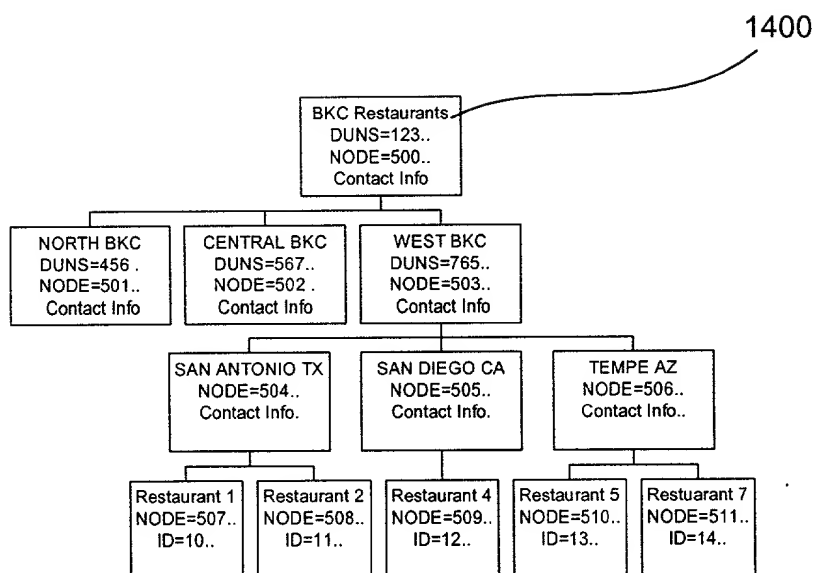 1400
BKC Restaurants
DUNS=123..
NODE=500..
Contact Info
NORTH BKC
DUNS=456 .
NODE=501..
Contact Info
CENTRAL BKC
DUNS=567..
NODE=502 .
Contact Info
WEST BKC
DUNS=765..
NODE=503..
Contact Info
SAN ANTONIO TX
NODE=504..
Contact Info.
SAN DIEGO CA
NODE=505..
Contact Info.
TEMPE AZ
NODE=506..
Contact Info..
Restaurant 1
NODE=507..
ID=10..
Restaurant 2
NODE=508..
ID=11..
Restaurant 4
NODE=509..
ID=12..
Restaurant 5
NODE=510..
ID=13..
Restuarant 7
NODE=511..
ID=14..